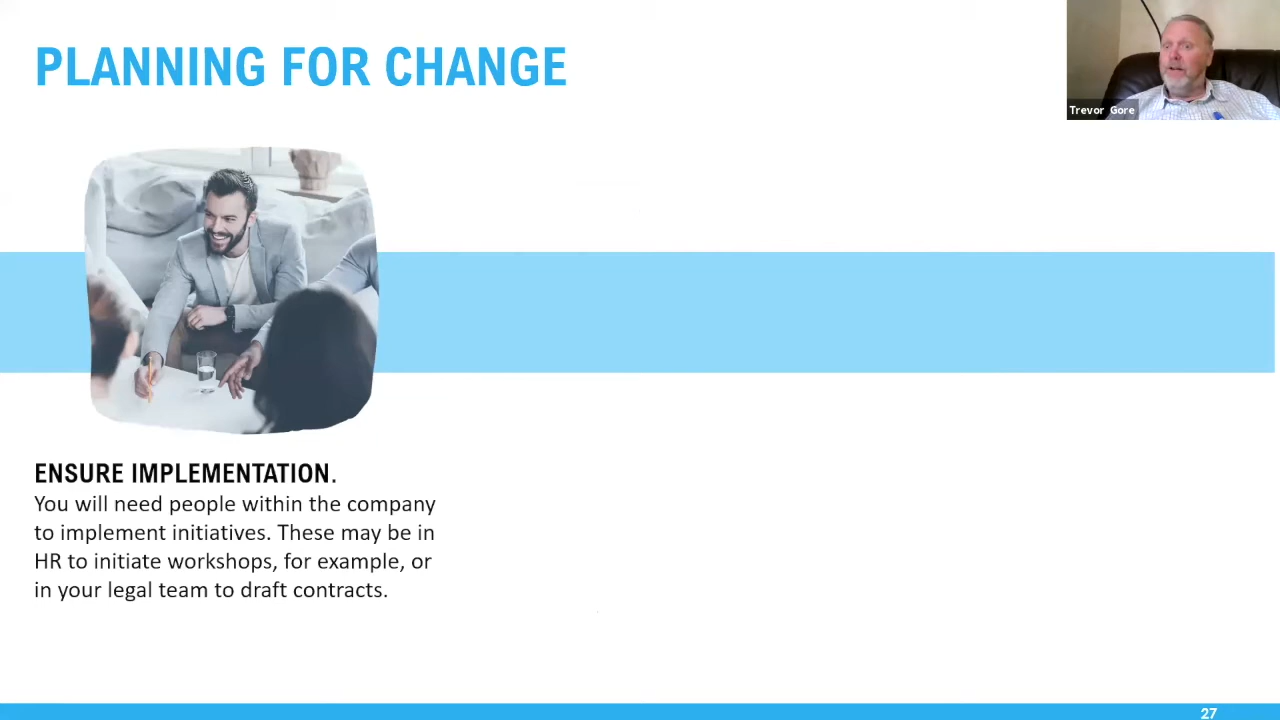 PLANNING FOR CHANGE
Trevor Gore
ENSURE IMPLEMENTATION.
You will need people within the company
to implement initiatives. These may be in
HR to initiate workshops, for example, or
in your legal team to draft contracts.
27